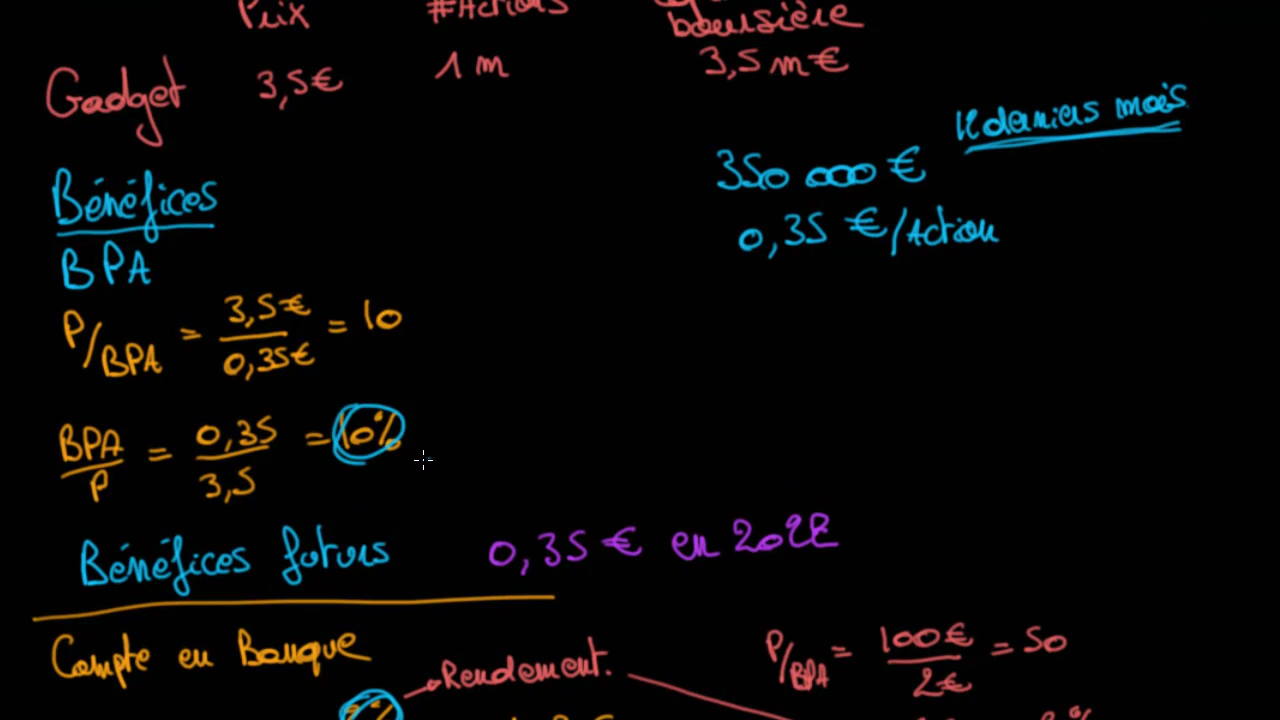 Prix #Actions
boursière
Gadget 3,5€ 1 m 3,5 m€
12 derniers mois
Bénéfices 350 000 €
BPA 0,35 €/Action
P/BPA = 3,5€ / 0,35€ = 10
BPA/P = 0,35 / 3,5 = 10%
Bénéfices futurs 0,35 € en 2022
Compte en Banque
Rendement.
P/BPA = 100€ / 2€ = 50